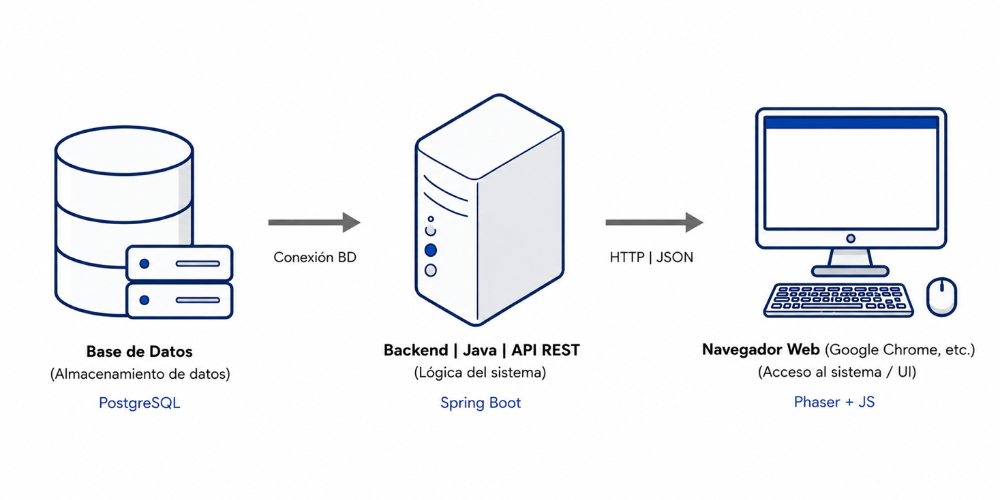 Conexión BD
HTTP | JSON
Base de Datos
(Almacenamiento de datos)
PostgreSQL
Backend | Java | API REST
(Lógica del sistema)
Spring Boot
Navegador Web (Google Chrome, etc.)
(Acceso al sistema / UI)
Phaser + JS